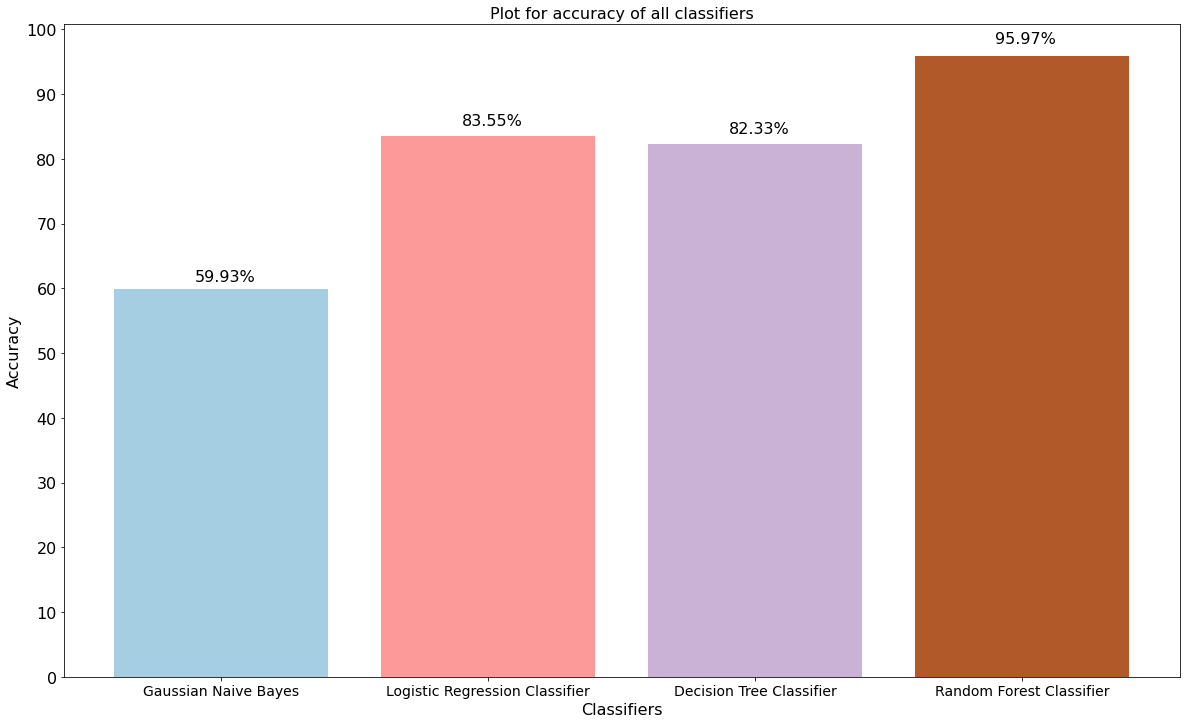 Plot for accuracy of all classifiers
100
90
80
70
60
50
40
30
20
10
0
Accuracy
59.93%
83.55%
82.33%
95.97%
Gaussian Naive Bayes
Logistic Regression Classifier
Decision Tree Classifier
Random Forest Classifier
Classifiers